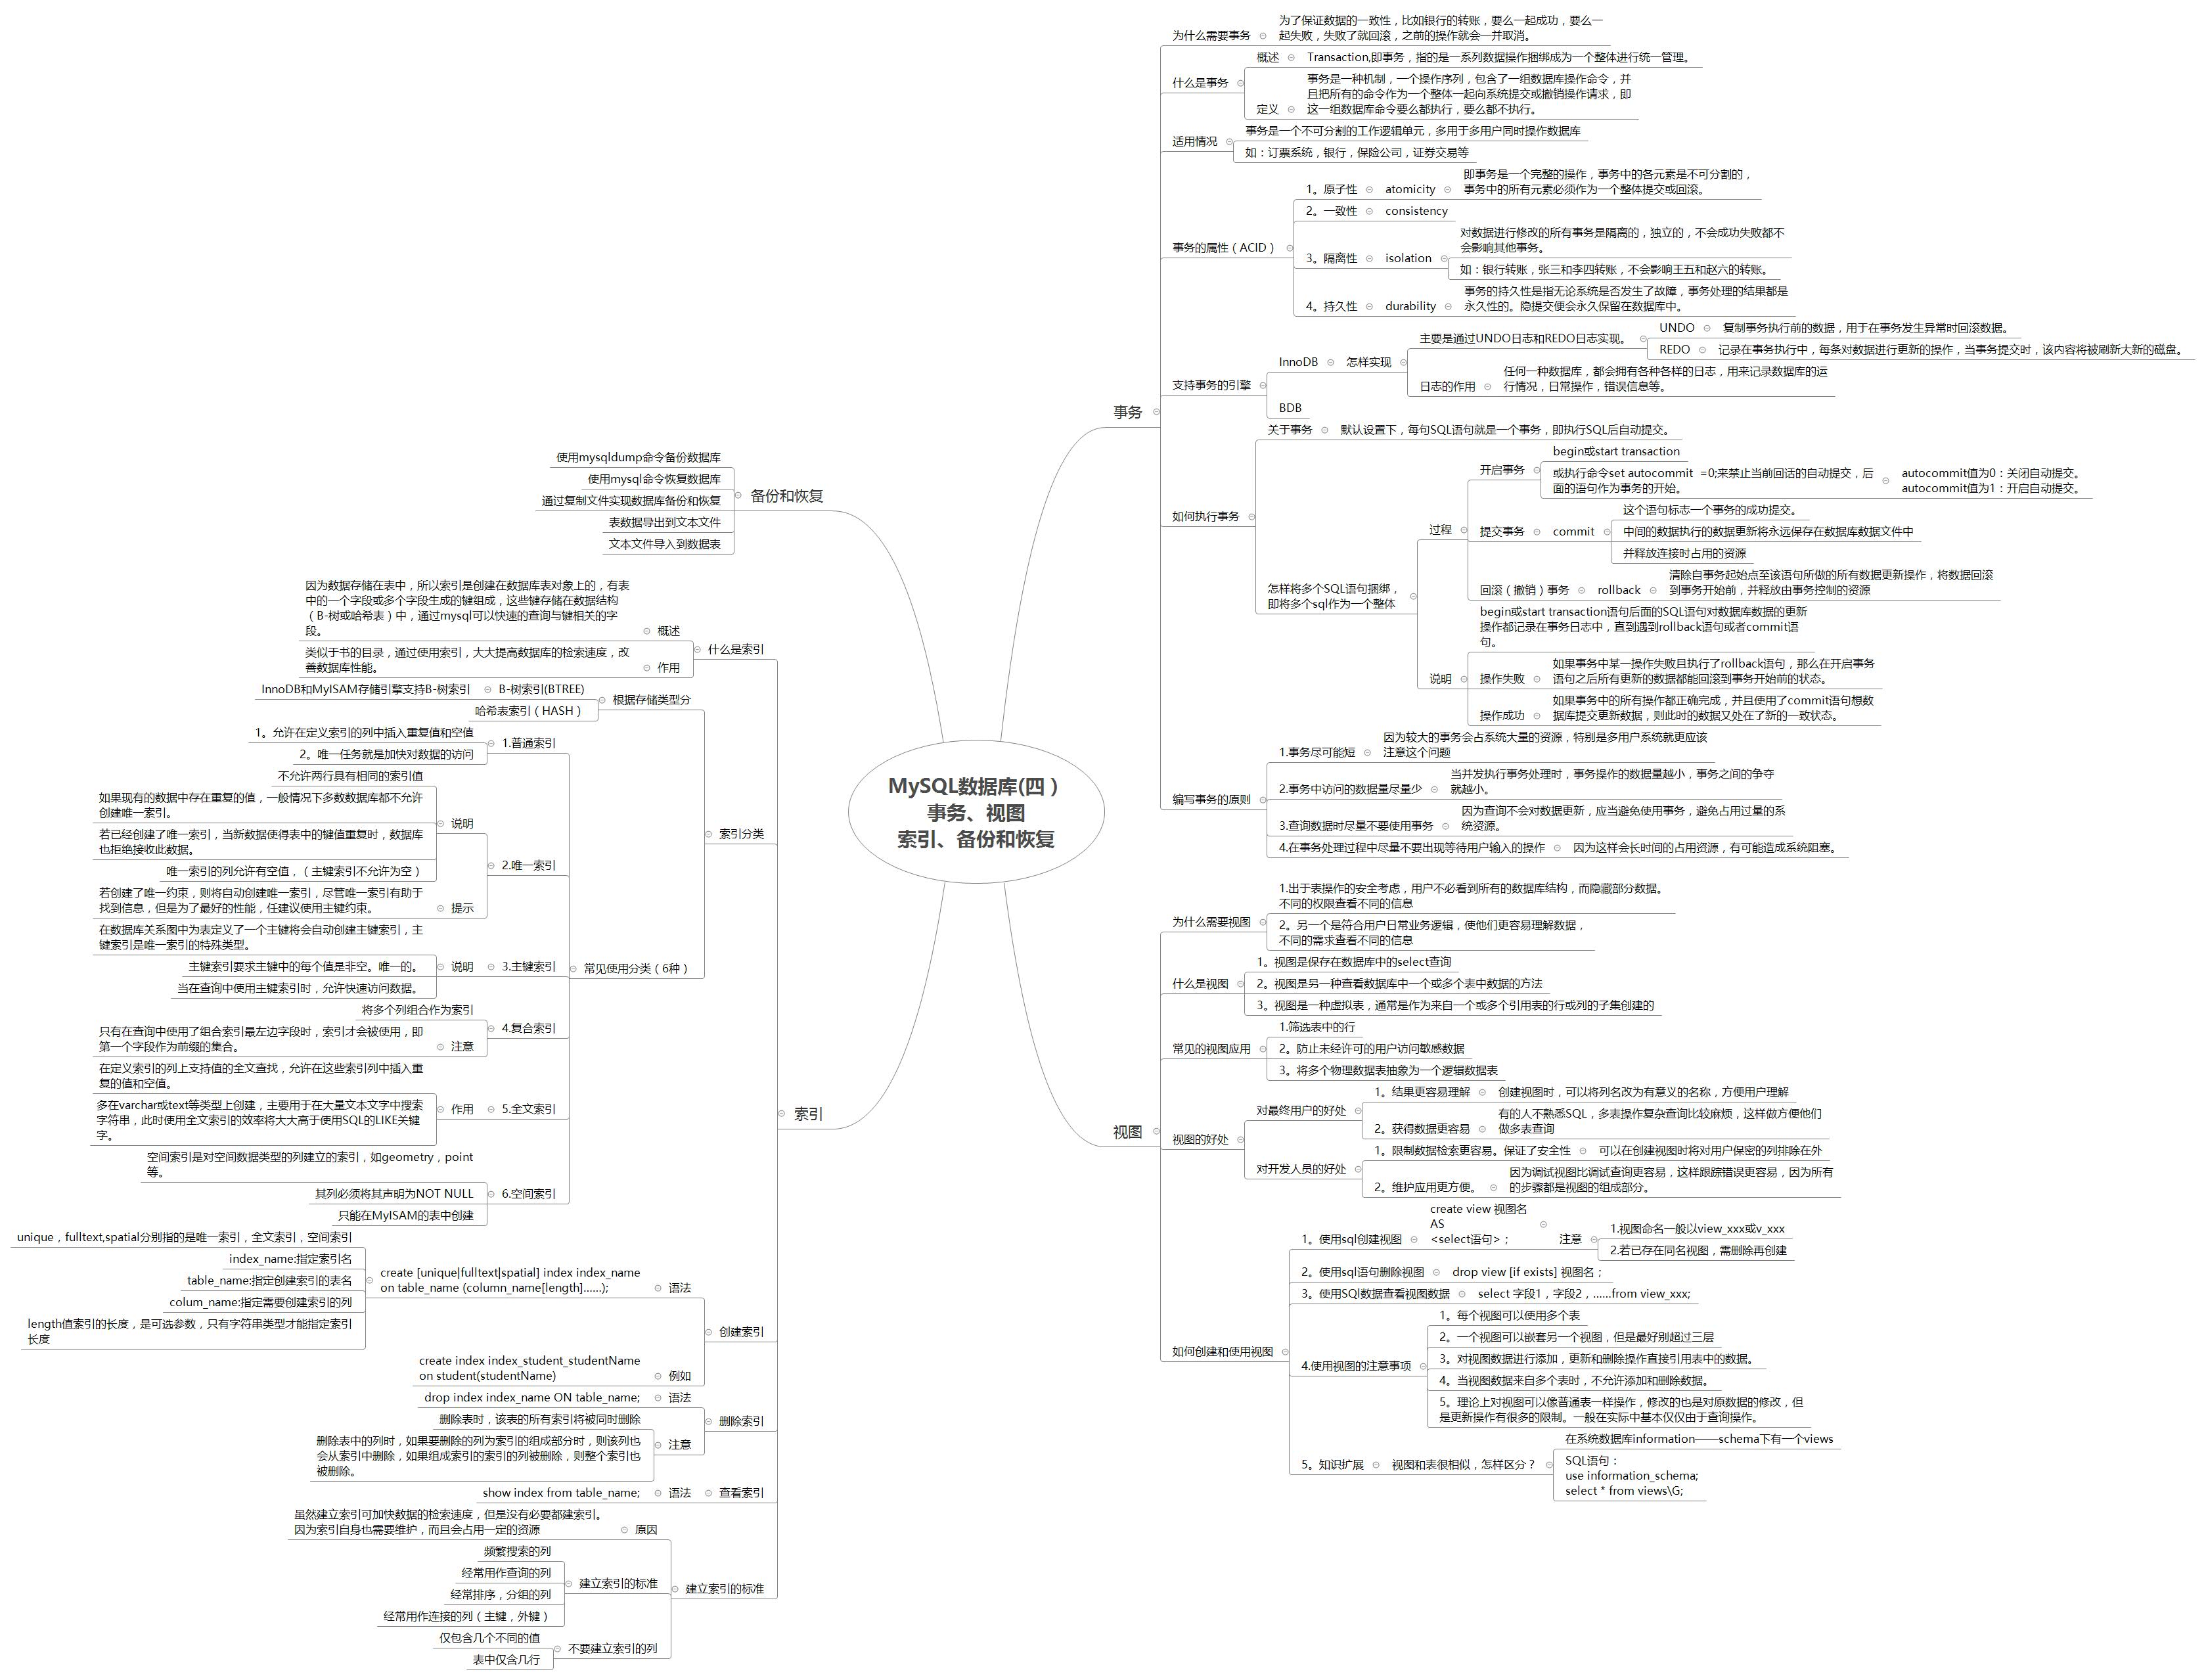 MySQL数据库(四）
事务、视图
索引、备份和恢复
事务
为什么需要事务
为了保证数据的一致性，比如银行的转账，要么一起成功，要么一
起失败，失败了就回滚，之前的操作就会一并取消。
什么是事务
概述
Transaction,即事务，指的是一系列数据操作捆绑成为一个整体进行统一管理。
定义
事务是一种机制，一个操作序列，包含了一组数据库操作命令，并
且把所有的命令作为一个整体一起向系统提交或撤销操作请求，即
这一组数据库命令要么都执行，要么都不执行。
适用情况
事务是一个不可分割的工作逻辑单元，多用于多用户同时操作数据库
如：订票系统，银行，保险公司，证券交易等
事务的属性（ACID）
1。原子性
atomicity
即事务是一个完整的操作，事务中的各元素是不可分割的，
事务中的所有元素必须作为一个整体提交或回滚。
2。一致性
consistency
3。隔离性
isolation
对数据进行修改的所有事务是隔离的，独立的，不会成功失败都不
会影响其他事务。
如：银行转账，张三和李四转账，不会影响王五和赵六的转账。
4。持久性
durability
事务的持久性是指无论系统是否发生了故障，事务处理的结果都是
永久性的。隐提交便会永久保留在数据库中。
支持事务的引擎
InnoDB
怎样实现
主要是通过UNDO日志和REDO日志实现。
UNDO
复制事务执行前的数据，用于在事务发生异常时回滚数据。
REDO
记录在事务执行中，每条对数据进行更新的操作，当事务提交时，该内容将被刷新大新的磁盘。
日志的作用
任何一种数据库，都会拥有各种各样的日志，用来记录数据库的运
行情况，日常操作，错误信息等。
BDB
如何执行事务
关于事务
默认设置下，每句SQL语句就是一个事务，即执行SQL后自动提交。
怎样将多个SQL语句捆绑，
即将多个sql作为一个整体
过程
开启事务
begin或start transaction
或执行命令set autocommit =0;来禁止当前回话的自动提交，后
面的语句作为事务的开始。
autocommit值为0：关闭自动提交。
autocommit值为1：开启自动提交。
提交事务
commit
这个语句标志一个事务的成功提交。
中间的数据执行的数据更新将永远保存在数据库数据文件中
并释放连接时占用的资源
回滚（撤销）事务
rollback
清除自事务起始点至该语句所做的所有数据更新操作，将数据回滚
到事务开始前，并释放由事务控制的资源
说明
begin或start transaction语句后面的SQL语句对数据库数据的更新
操作都记录在事务日志中，直到遇到rollback语句或者commit语
句。
操作失败
如果事务中某一操作失败且执行了rollback语句，那么在开启事务
语句之后所有更新的数据都能回滚到事务开始前的状态。
操作成功
如果事务中的所有操作都正确完成，并且使用了commit语句想数
据库提交更新数据，则此时的数据又处在了新的一致状态。
编写事务的原则
1.事务尽可能短
因为较大的事务会占系统大量的资源，特别是多用户系统就更应该
注意这个问题
2.事务中访问的数据量尽量少
当并发执行事务处理时，事务操作的数据量越小，事务之间的争夺
就越小。
3.查询数据时尽量不要使用事务
因为查询不会对数据更新，应当避免使用事务，避免占用过量的系
统资源。
4.在事务处理过程中尽量不要出现等待用户输入的操作
因为这样会长时间的占用资源，有可能造成系统阻塞。
视图
为什么需要视图
1.出于表操作的安全考虑，用户不必看到所有的数据库结构，而隐藏部分数据。
不同的权限查看不同的信息
2。另一个是符合用户日常业务逻辑，使他们更容易理解数据，
不同的需求查看不同的信息
什么是视图
1。视图是保存在数据库中的select查询
2。视图是另一种查看数据库中一个或多个表中数据的方法
3。视图是一种虚拟表，通常是作为来自一个或多个引用表的行或列的子集创建的
常见的视图应用
1.筛选表中的行
2。防止未经许可的用户访问敏感数据
3。将多个物理数据表抽象为一个逻辑数据表
视图的好处
对最终用户的好处
1。结果更容易理解
创建视图时，可以将列名改为有意义的名称，方便用户理解
2。获得数据更容易
有的人不熟悉SQL，多表操作复杂查询比较麻烦，这样做方便他们
做多表查询
对开发人员的好处
1。限制数据检索更容易。保证了安全性
可以在创建视图时将对用户保密的列排除在外
2。维护应用更方便。
因为调试视图比调试查询更容易，这样跟踪错误更容易，因为所有
的步骤都是视图的组成部分。
如何创建和使用视图
1。使用sql创建视图
create view 视图名
AS
<select语句>；
注意
1.视图命名一般以view_xxx或v_xxx
2.若已存在同名视图，需删除再创建
2。使用sql语句删除视图
drop view [if exists] 视图名；
3。使用SQl数据查看视图数据
select 字段1，字段2，......from view_xxx;
4.使用视图的注意事项
1。每个视图可以使用多个表
2。一个视图可以嵌套另一个视图，但是最好别超过三层
3。对视图数据进行添加，更新和删除操作直接引用表中的数据。
4。当视图数据来自多个表时，不允许添加和删除数据。
5。理论上对视图可以像普通表一样操作，修改的也是对原数据的修改，但
是更新操作有很多的限制。一般在实际中基本仅仅由于查询操作。
5。知识扩展
视图和表很相似，怎样区分？
在系统数据库information——schema下有一个views
SQL语句：
use information_schema;
select * from views\G;
备份和恢复
使用mysqldump命令备份数据库
使用mysql命令恢复数据库
通过复制文件实现数据库备份和恢复
表数据导出到文本文件
文本文件导入到数据表
索引
什么是索引
概述
因为数据存储在表中，所以索引是创建在数据库表对象上的，有表
中的一个字段或多个字段生成的键组成，这些键存储在数据结构
（B-树或哈希表）中，通过mysql可以快速的查询与键相关的字
段。
作用
类似于书的目录，通过使用索引，大大提高数据库的检索速度，改
善数据库性能。
索引分类
根据存储类型分
B-树索引(BTREE)
InnoDB和MyISAM存储引擎支持B-树索引
哈希表索引（HASH）
常见使用分类（6种）
1.普通索引
1。允许在定义索引的列中插入重复值和空值
2。唯一任务就是加快对数据的访问
2.唯一索引
不允许两行具有相同的索引值
说明
如果现有的数据中存在重复的值，一般情况下多数数据库都不允许
创建唯一索引。
若已经创建了唯一索引，当新数据使得表中的键值重复时，数据库
也拒绝接收此数据。
唯一索引的列允许有空值，（主键索引不允许为空）
提示
若创建了唯一约束，则将自动创建唯一索引，尽管唯一索引有助于
找到信息，但是为了最好的性能，任建议使用主键约束。
3.主键索引
说明
在数据库关系图中为表定义了一个主键将会自动创建主键索引，主
键索引是唯一索引的特殊类型。
主键索引要求主键中的每个值是非空。唯一的。
当在查询中使用主键索引时，允许快速访问数据。
4.复合索引
将多个列组合作为索引
注意
只有在查询中使用了组合索引最左边字段时，索引才会被使用，即
第一个字段作为前缀的集合。
5.全文索引
作用
在定义索引的列上支持值的全文查找，允许在这些索引列中插入重
复的值和空值。
多在varchar或text等类型上创建，主要用于在大量文本文字中搜索
字符串，此时使用全文索引的效率将大大高于使用SQL的LIKE关键
字。
6.空间索引
空间索引是对空间数据类型的列建立的索引，如geometry，point
等。
其列必须将其声明为NOT NULL
只能在MyISAM的表中创建
创建索引
语法
create [unique|fulltext|spatial] index index_name
on table_name (column_name[length]......);
unique，fulltext,spatial分别指的是唯一索引，全文索引，空间索引
index_name:指定索引名
table_name:指定创建索引的表名
colum_name:指定需要创建索引的列
length值索引的长度，是可选参数，只有字符串类型才能指定索引
长度
例如
create index index_student_studentName
on student(studentName)
删除索引
语法
drop index index_name ON table_name;
注意
删除表时，该表的所有索引将被同时删除
删除表中的列时，如果要删除的列为索引的组成部分时，则该列也
会从索引中删除，如果组成索引的索引的列被删除，则整个索引也
被删除。
查看索引
语法
show index from table_name;
建立索引的标准
原因
虽然建立索引可加快数据的检索速度，但是没有必要都建索引。
因为索引自身也需要维护，而且会占用一定的资源
建立索引的标准
频繁搜索的列
经常用作查询的列
经常排序，分组的列
经常用作连接的列（主键，外键）
不要建立索引的列
仅包含几个不同的值
表中仅含几行